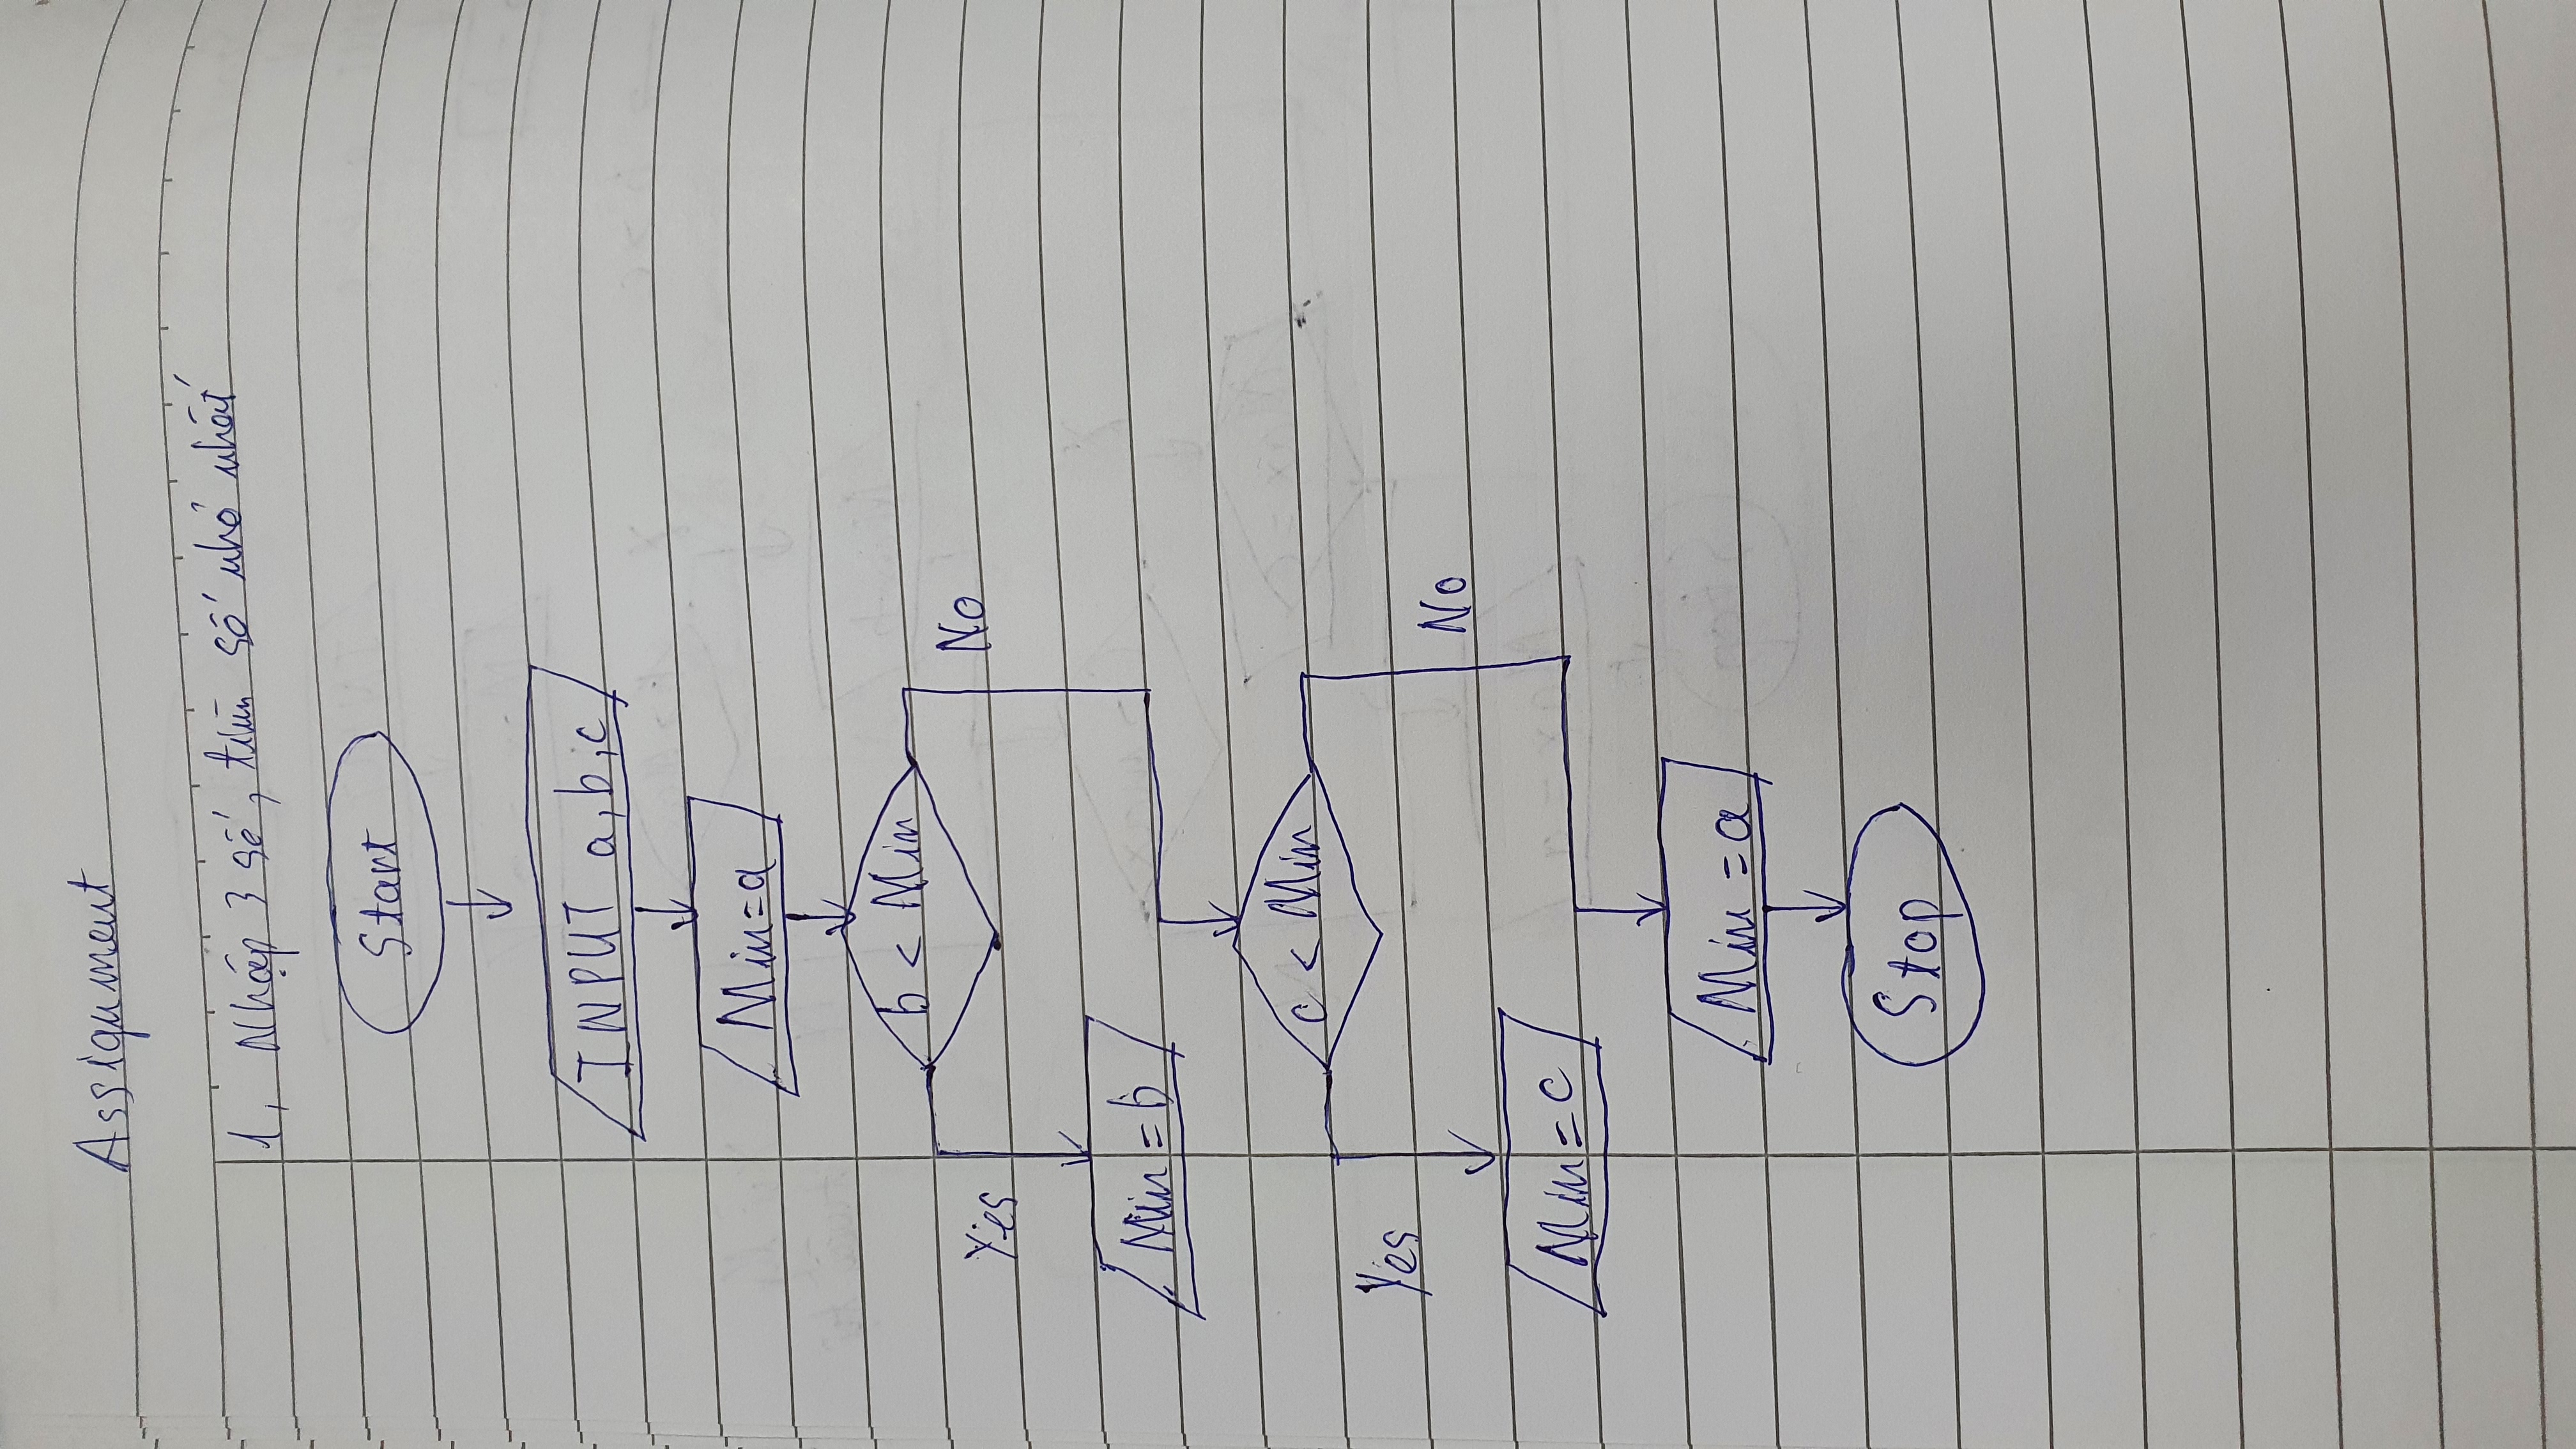 Assignment
1, Nhập 3 số, tìm số nhỏ nhất
Start
INPUT a, b, c
Min = a
b < Min
Yes
No
Min = b
c < Min
Yes
No
Min = c
Min = a
Stop